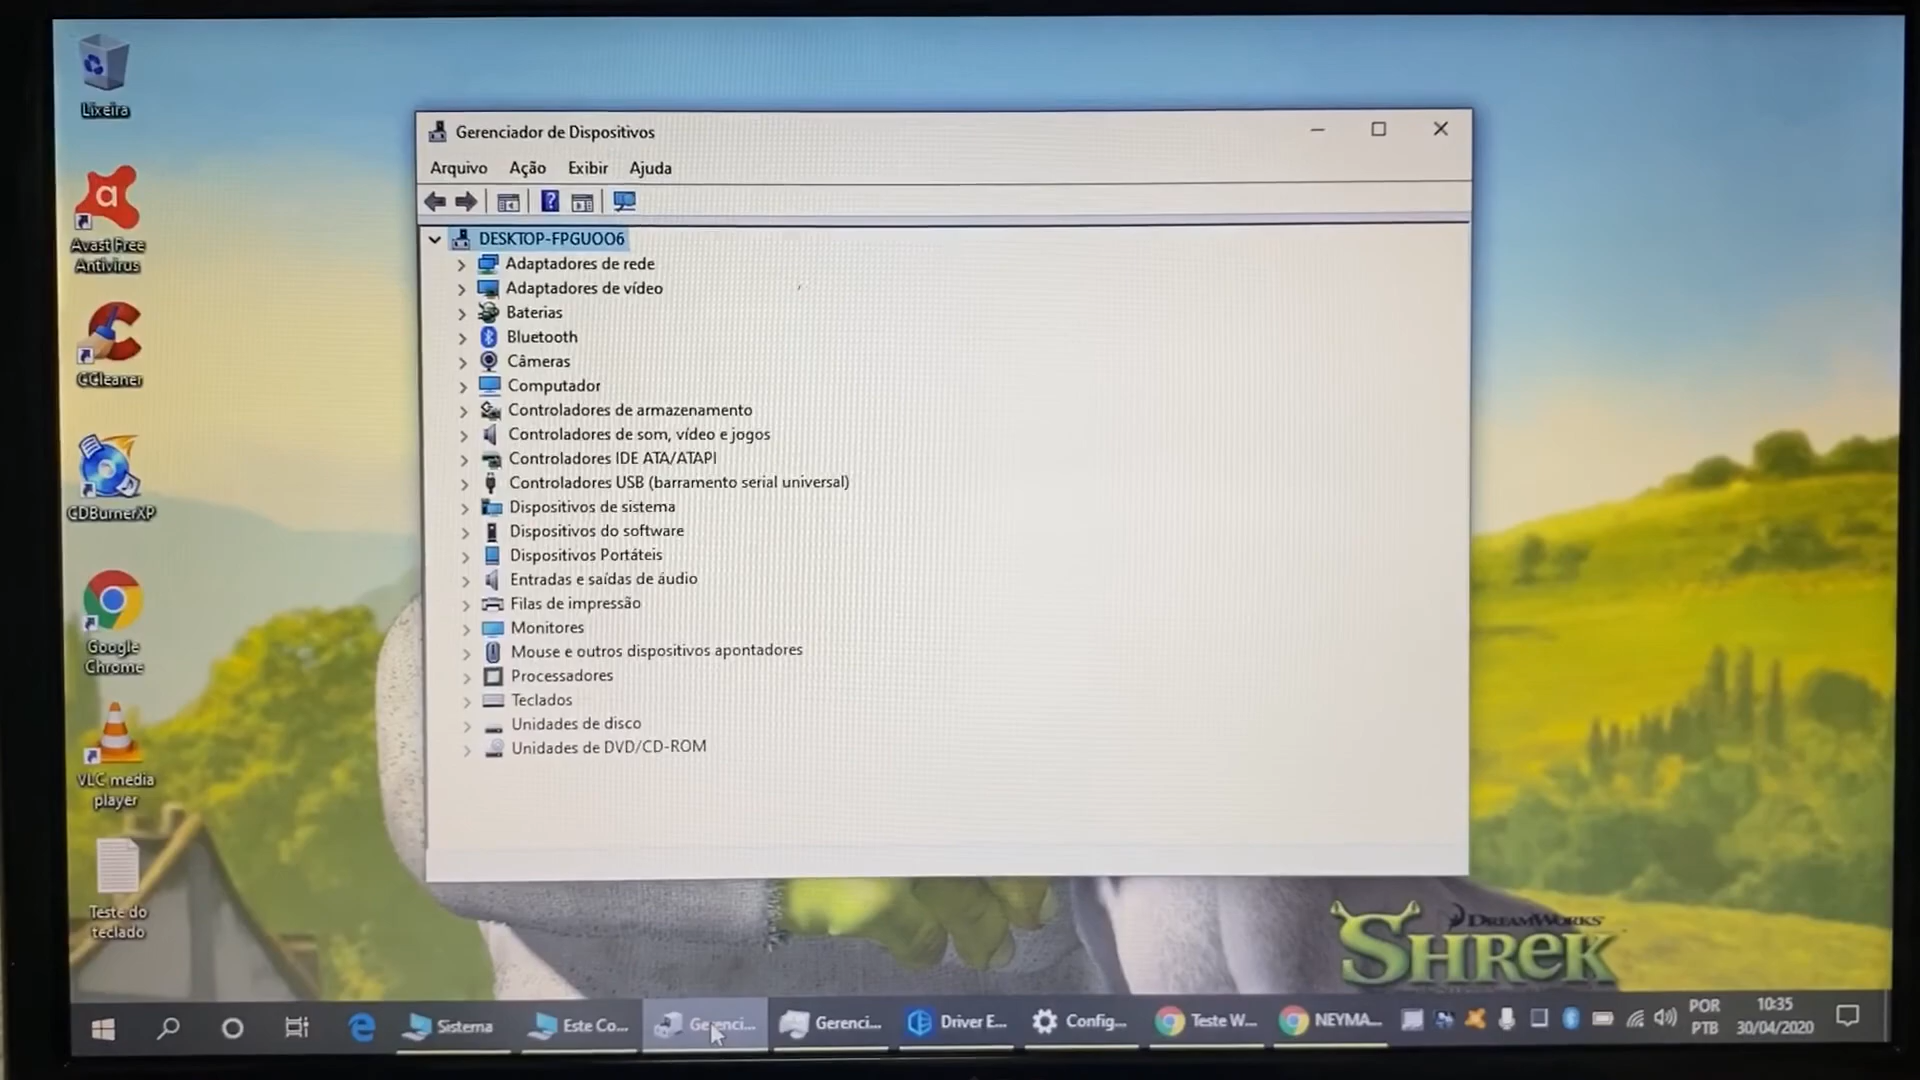 Lixeira
Avast Free
Antivirus
CCleaner
CDBurnerXP
Google
Chrome
VLC media
player
Teste do
teclado
Gerenciador de Dispositivos
Arquivo Ação Exibir Ajuda
DESKTOP-FPGUOO6
Adaptadores de rede
Adaptadores de vídeo
Baterias
Bluetooth
Câmeras
Computador
Controladores de armazenamento
Controladores de som, vídeo e jogos
Controladores IDE ATA/ATAPI
Controladores USB (barramento serial universal)
Dispositivos de sistema
Dispositivos do software
Dispositivos Portáteis
Entradas e saídas de áudio
Filas de impressão
Monitores
Mouse e outros dispositivos apontadores
Processadores
Teclados
Unidades de disco
Unidades de DVD/CD-ROM
DREAMWORKS
SHREK
Sistema Este Co... Gerenci... Gerenci... Driver E... Config... Teste W... NEYMA...
POR
PTB
10:35
30/04/2020